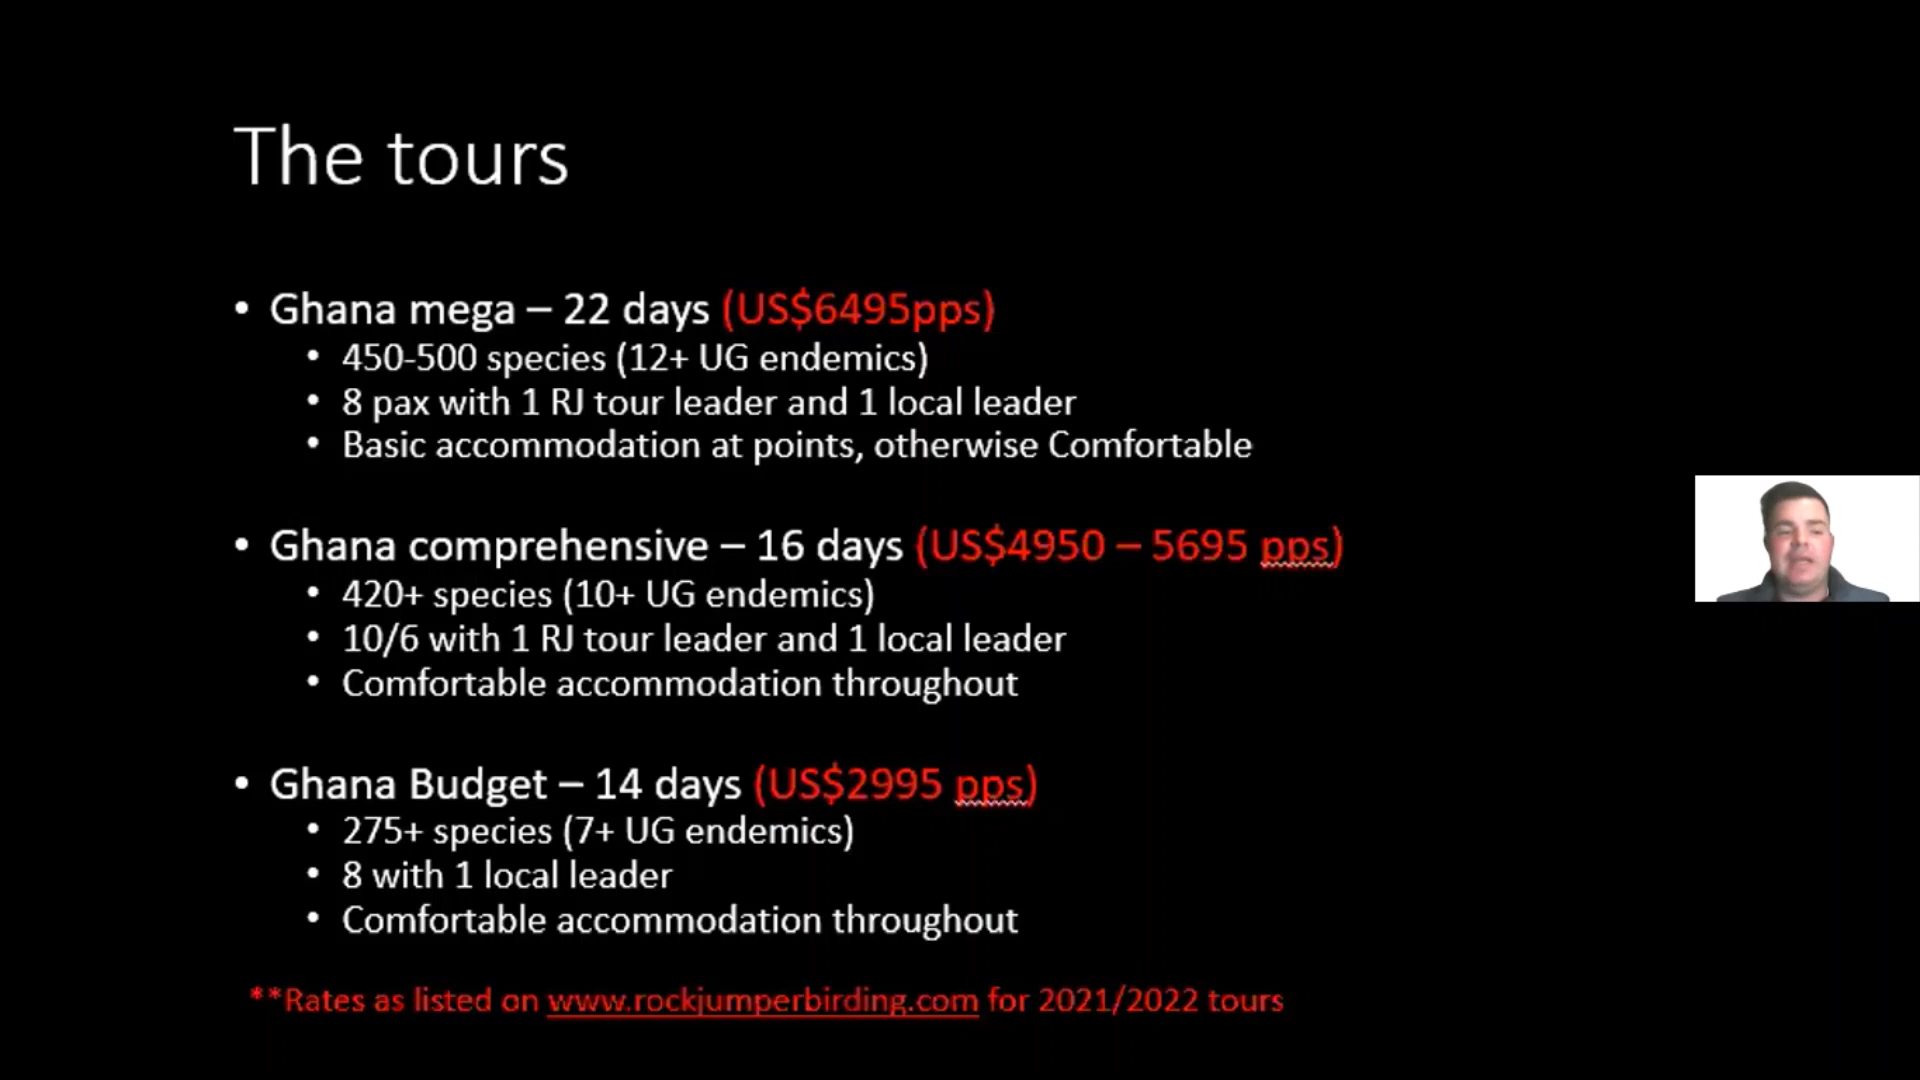 The tours
• Ghana mega – 22 days (US$6495pps)
• 450-500 species (12+ UG endemics)
• 8 pax with 1 RJ tour leader and 1 local leader
• Basic accommodation at points, otherwise Comfortable
• Ghana comprehensive – 16 days (US$4950 – 5695 pps)
• 420+ species (10+ UG endemics)
• 10/6 with 1 RJ tour leader and 1 local leader
• Comfortable accommodation throughout
• Ghana Budget – 14 days (US$2995 pps)
• 275+ species (7+ UG endemics)
• 8 with 1 local leader
• Comfortable accommodation throughout
**Rates as listed on www.rockjumperbirding.com for 2021/2022 tours